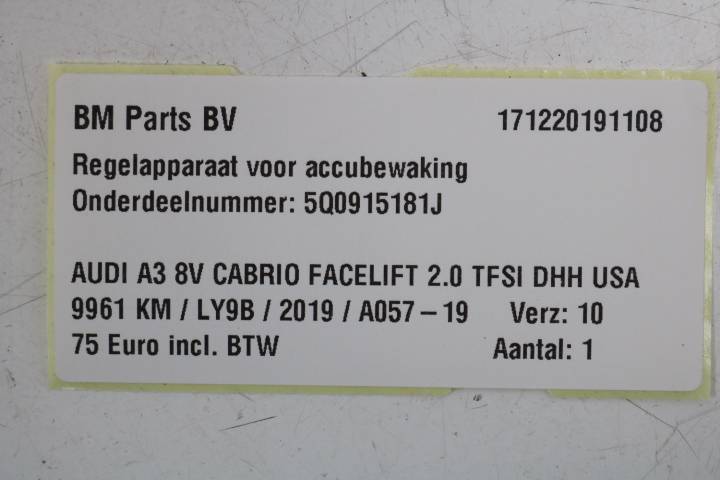 BM Parts BV 171220191108
Regelapparaat voor accubewaking
Onderdeelnummer: 5Q0915181J
AUDI A3 8V CABRIO FACELIFT 2.0 TFSI DHH USA
9961 KM / LY9B / 2019 / A057-19 Verz: 10
75 Euro incl. BTW Aantal: 1